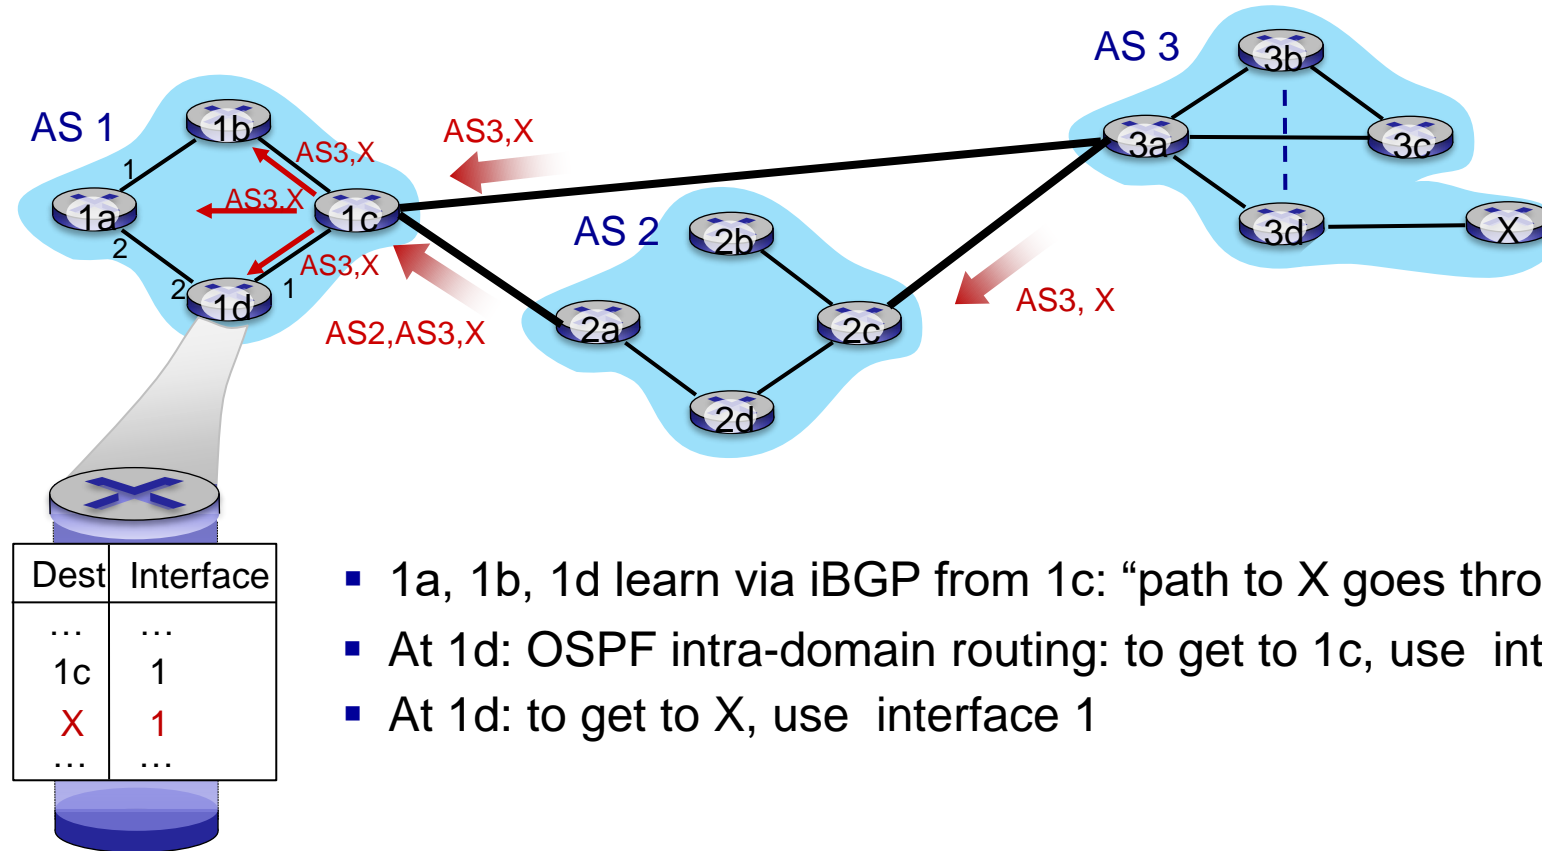 AS 3
3b
AS 1
1b
AS3,X
3a
3c
1
AS3,X
1a
AS3,X
1c
AS 2
2b
3d
X
2
AS3,X
2
1
1d
AS3, X
AS2,AS3,X
2a
2c
2d
Dest Interface
… …
1c 1
X 1
… …
▪ 1a, 1b, 1d learn via iBGP from 1c: “path to X goes thro
▪ At 1d: OSPF intra-domain routing: to get to 1c, use int
▪ At 1d: to get to X, use interface 1